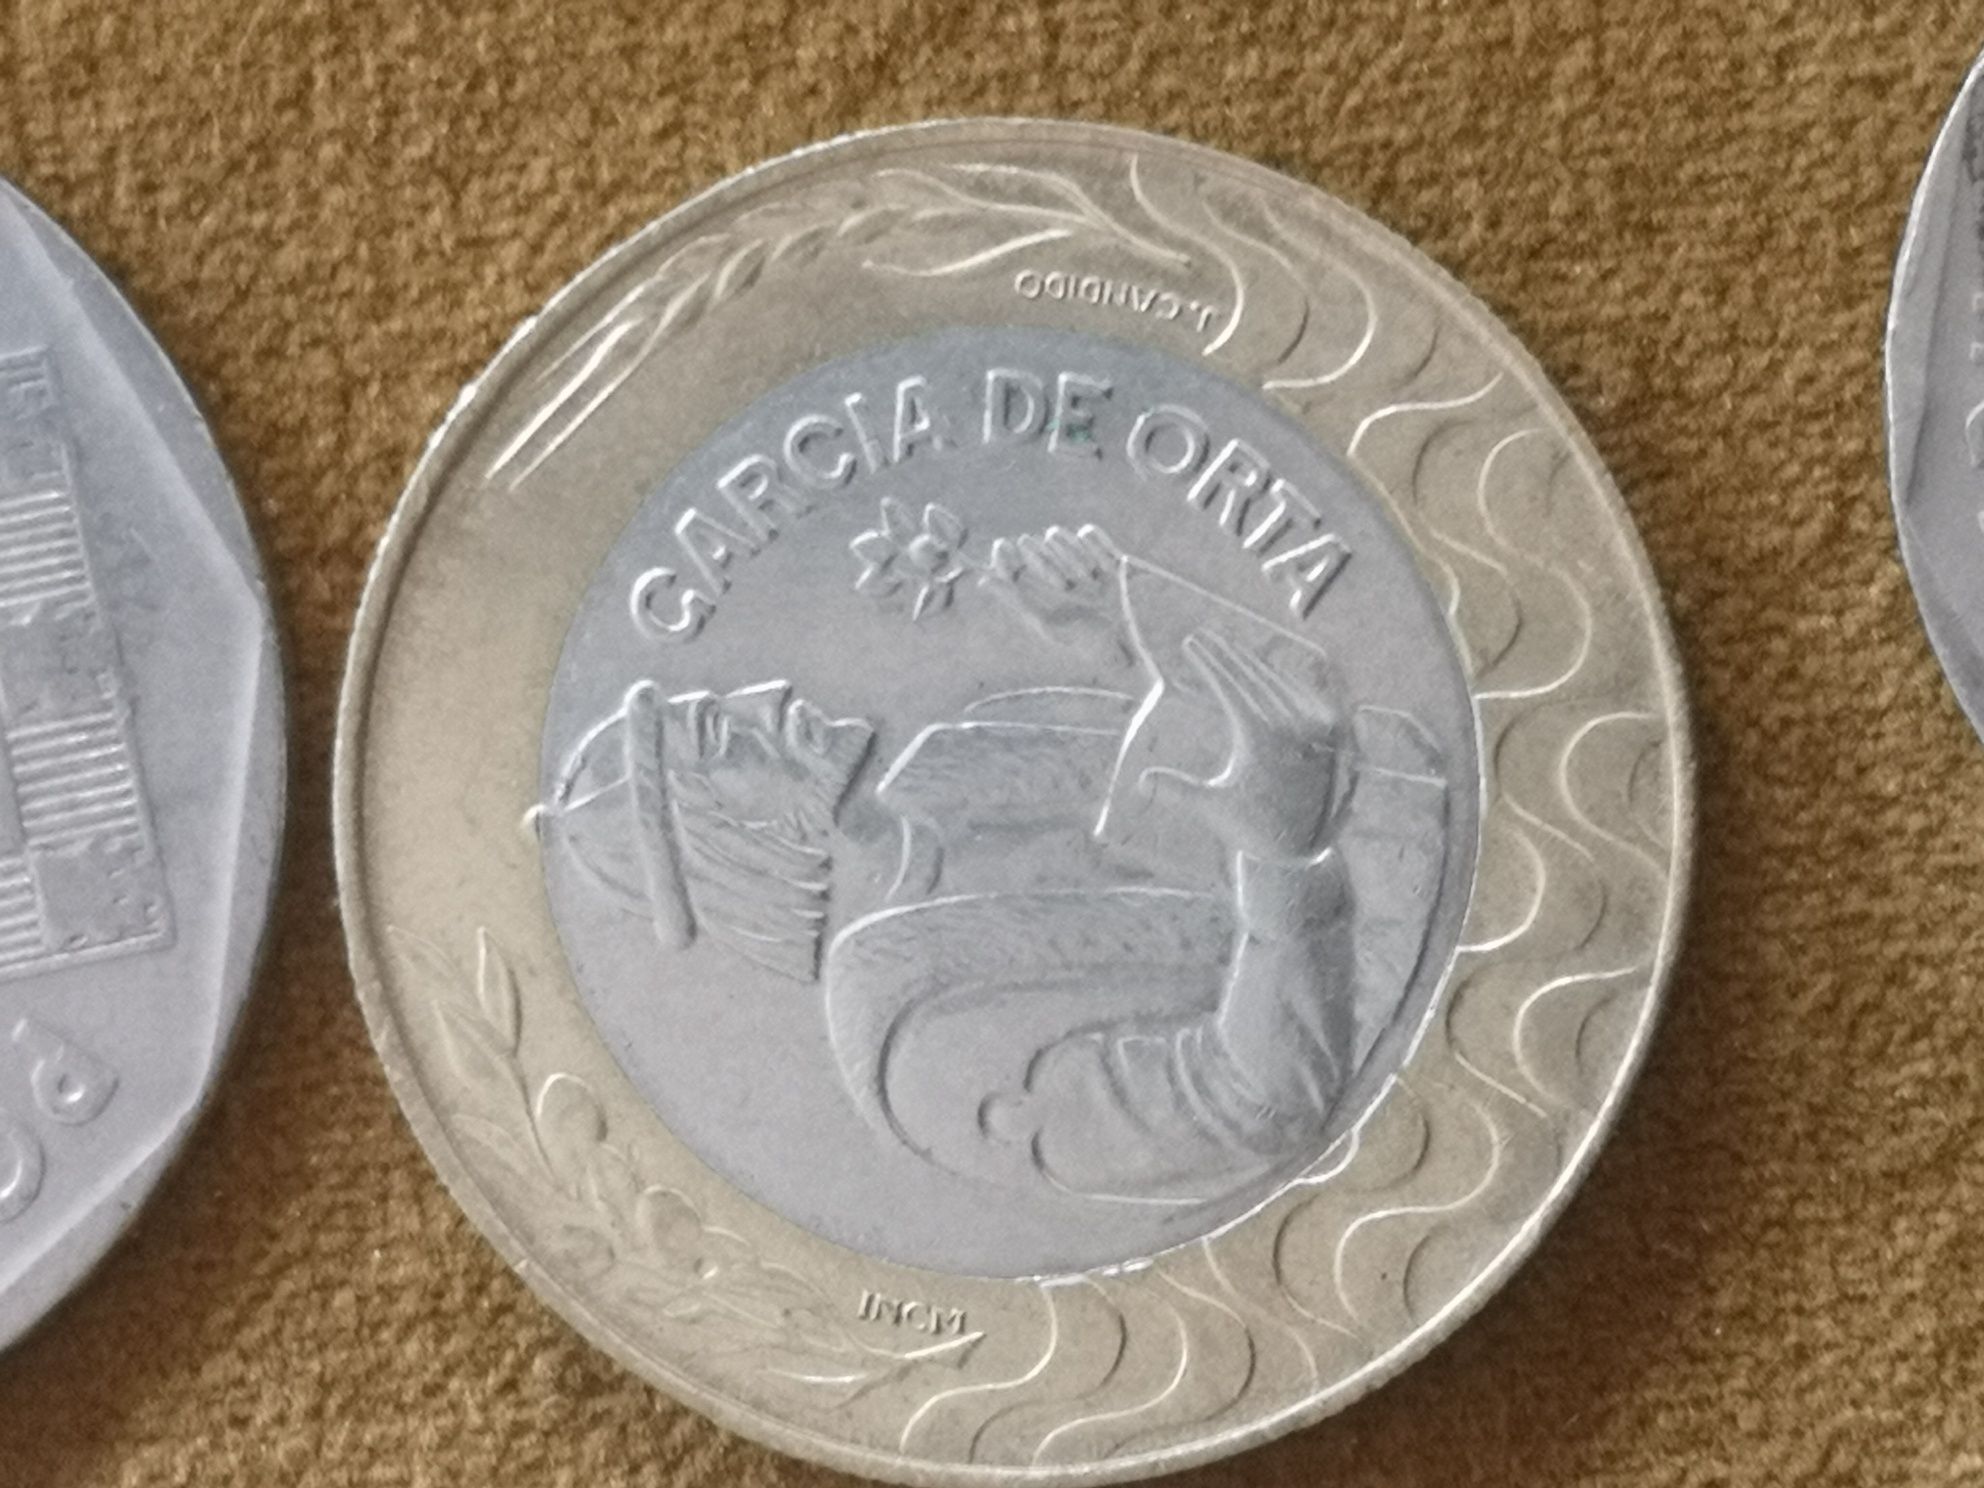 GARCIA DE ORTA
J. CANDIDO
INCM